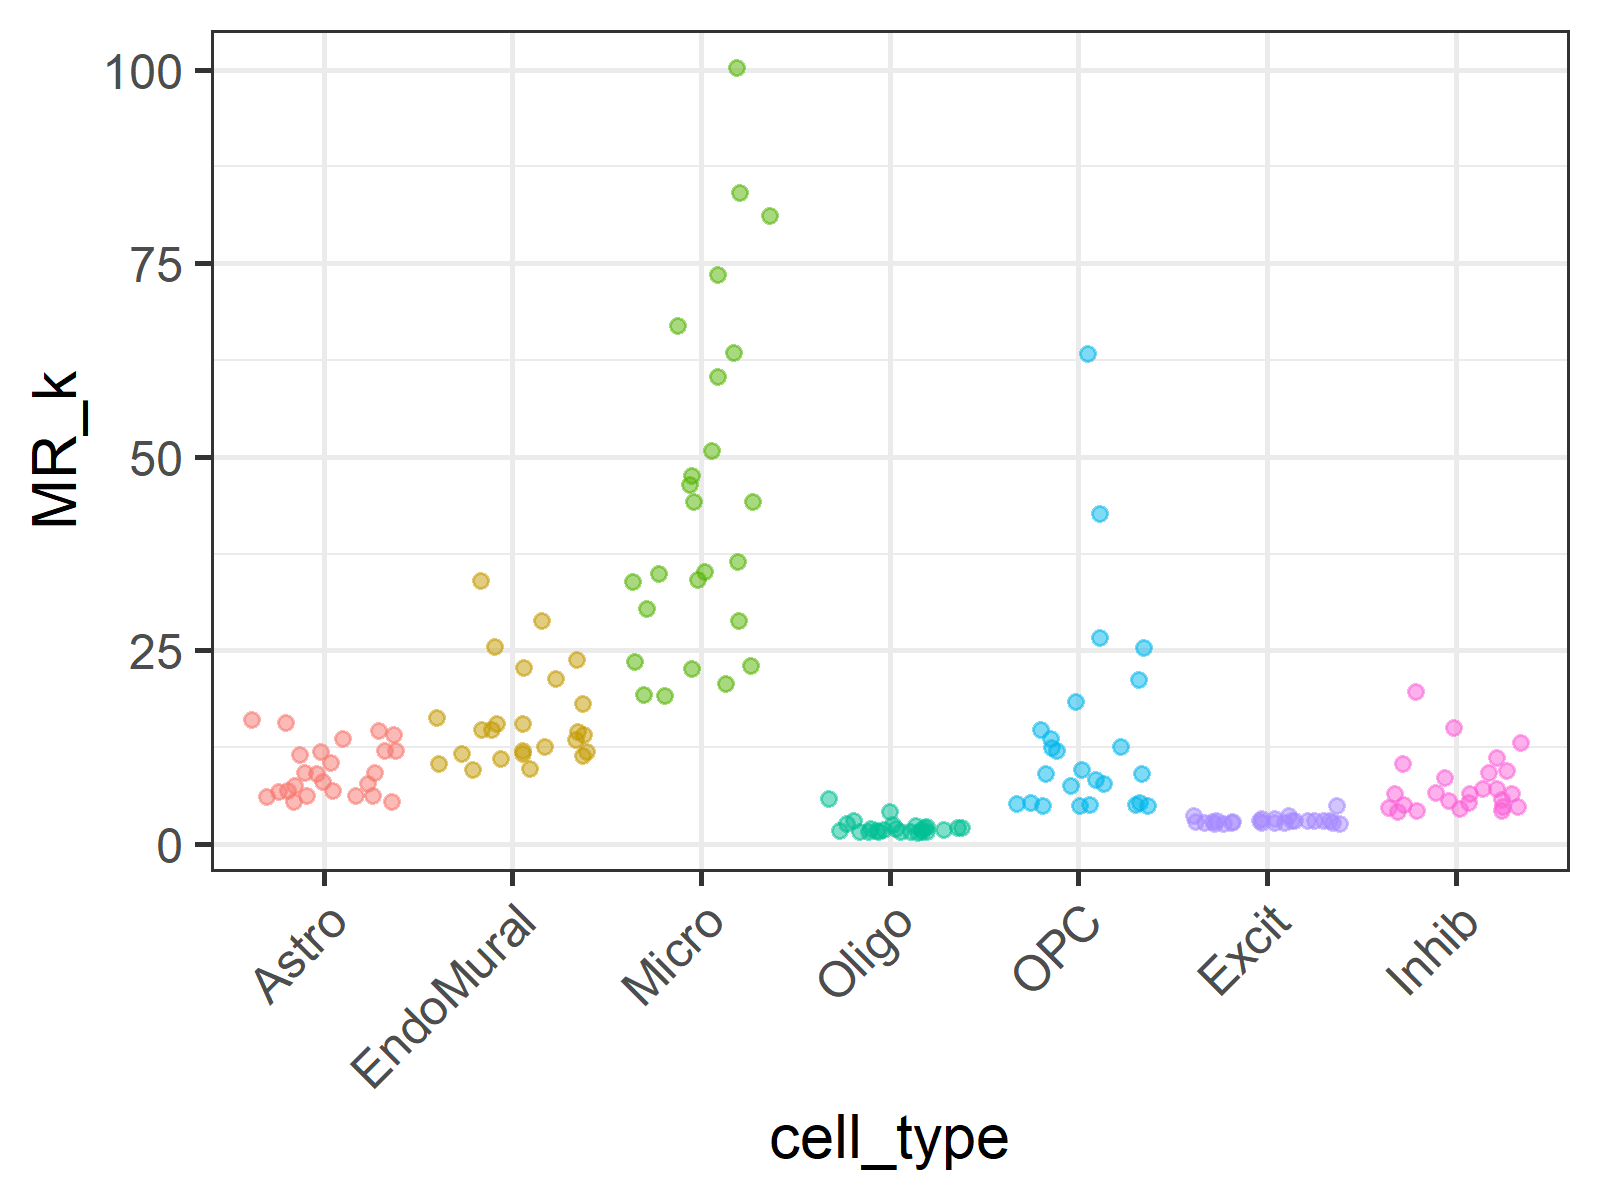 100
75
50
25
0
MR_k
Astro
EndoMural
Micro
Oligo
OPC
Excit
Inhib
cell_type